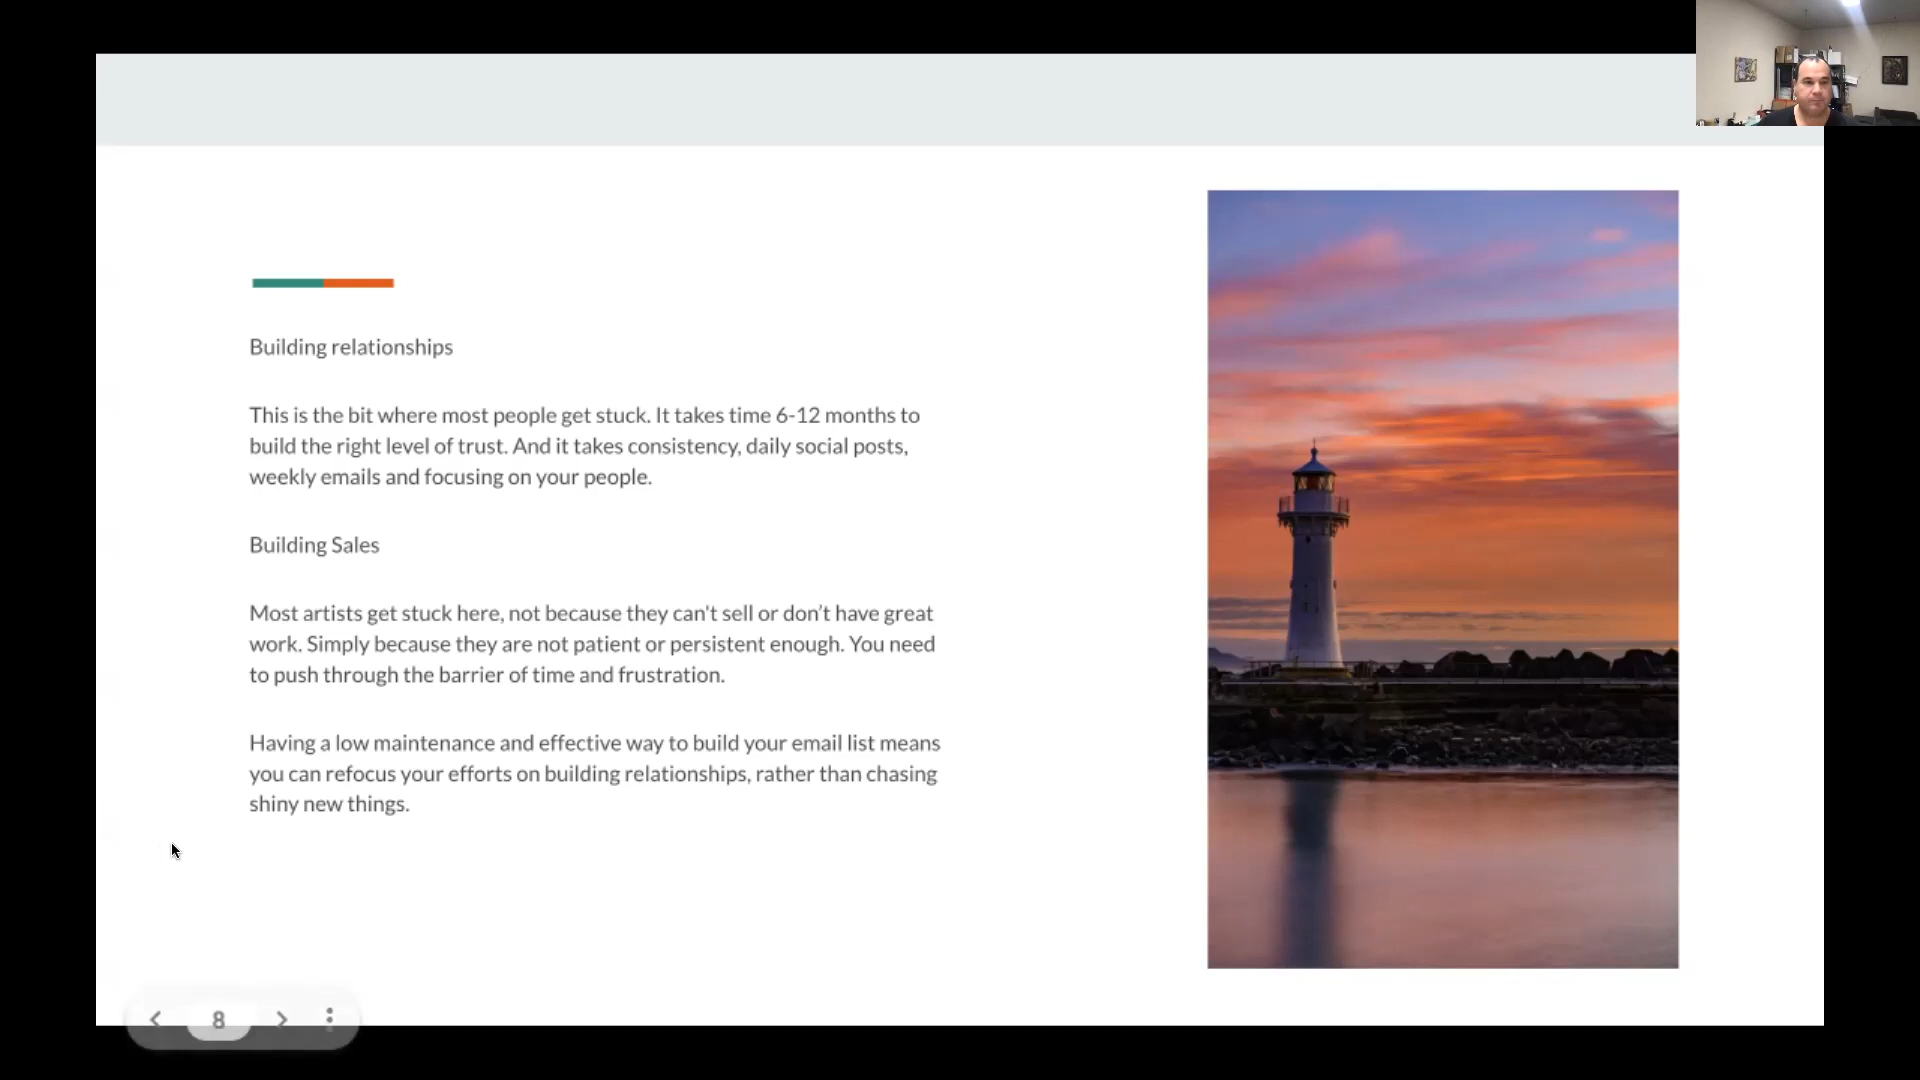 Building relationships
This is the bit where most people get stuck. It takes time 6-12 months to
build the right level of trust. And it takes consistency, daily social posts,
weekly emails and focusing on your people.
Building Sales
Most artists get stuck here, not because they can't sell or don’t have great
work. Simply because they are not patient or persistent enough. You need
to push through the barrier of time and frustration.
Having a low maintenance and effective way to build your email list means
you can refocus your efforts on building relationships, rather than chasing
shiny new things.
8